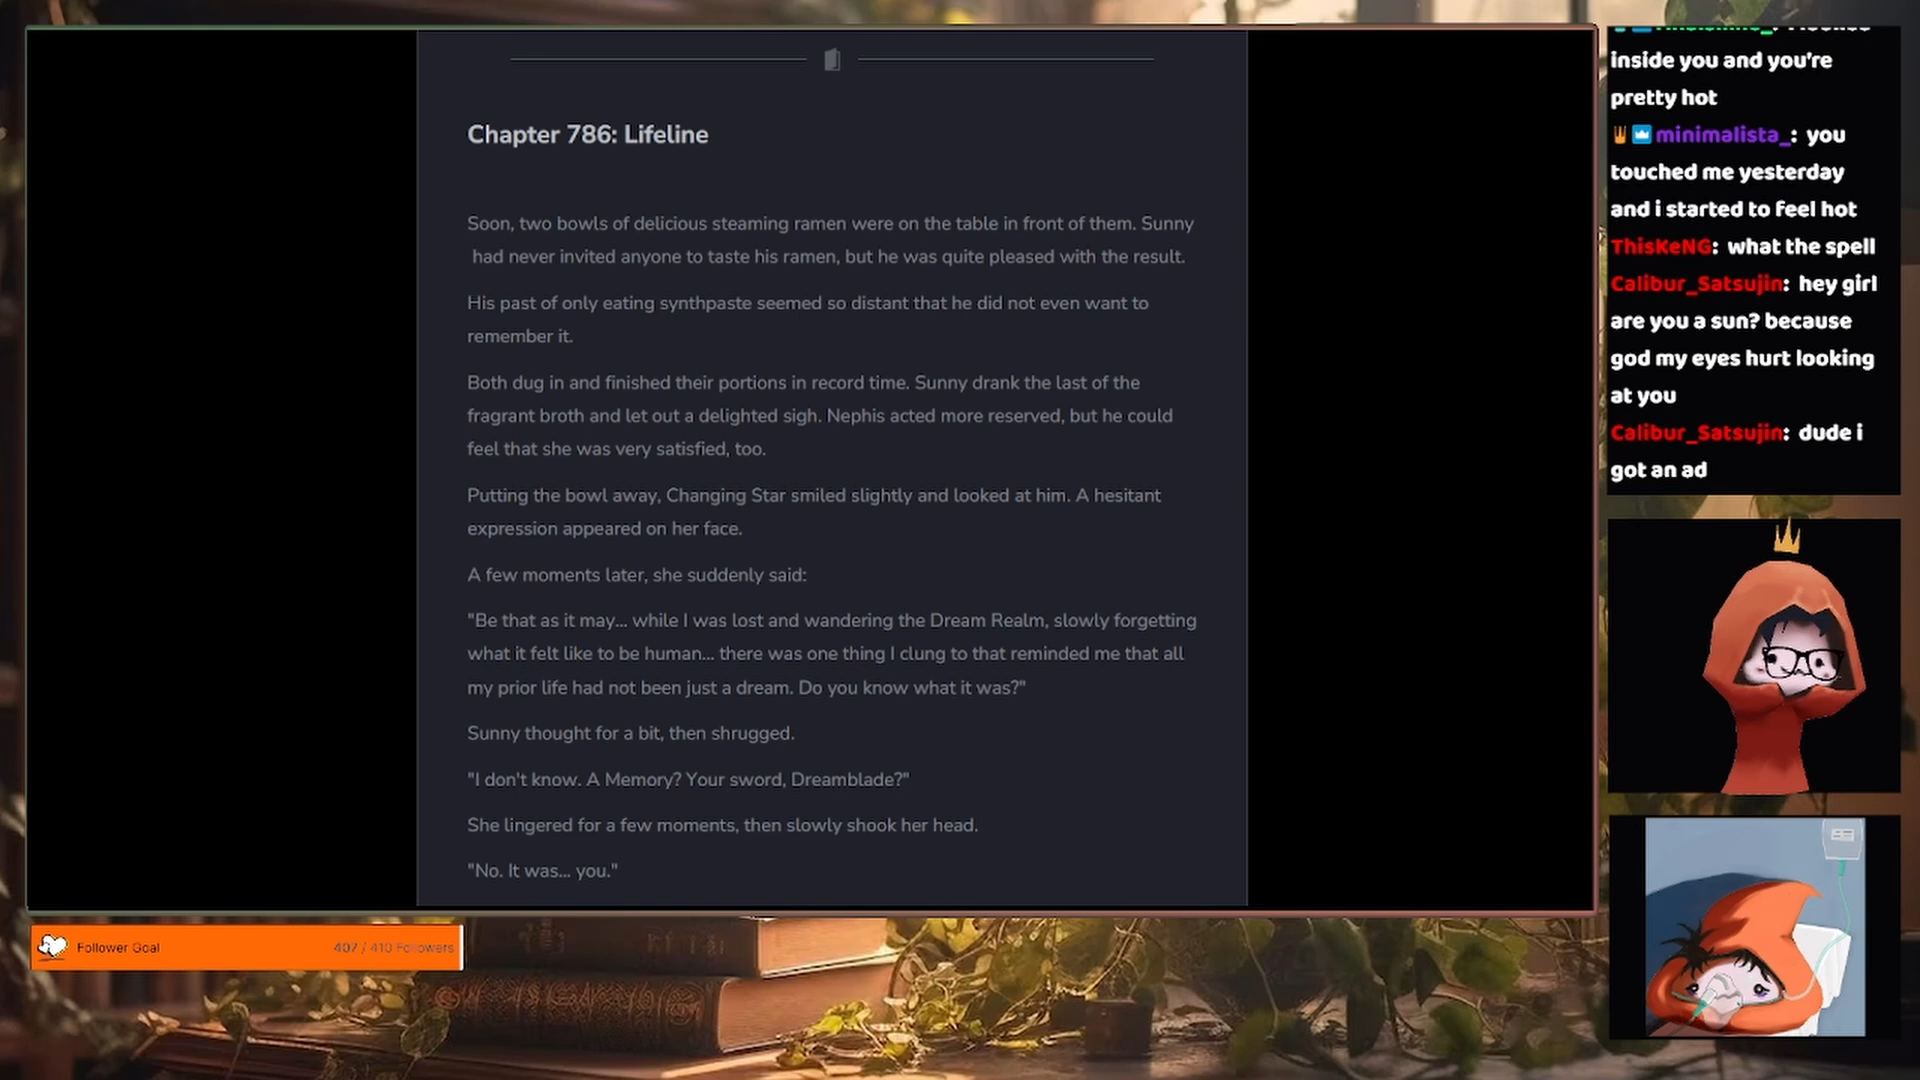 Chapter 786: Lifeline
Soon, two bowls of delicious steaming ramen were on the table in front of them. Sunny
had never invited anyone to taste his ramen, but he was quite pleased with the result.
His past of only eating synthpaste seemed so distant that he did not even want to
remember it.
Both dug in and finished their portions in record time. Sunny drank the last of the
fragrant broth and let out a delighted sigh. Nephis acted more reserved, but he could
feel that she was very satisfied, too.
Putting the bowl away, Changing Star smiled slightly and looked at him. A hesitant
expression appeared on her face.
A few moments later, she suddenly said:
"Be that as it may... while I was lost and wandering the Dream Realm, slowly forgetting
what it felt like to be human... there was one thing I clung to that reminded me that all
my prior life had not been just a dream. Do you know what it was?"
Sunny thought for a bit, then shrugged.
"I don't know. A Memory? Your sword, Dreamblade?"
She lingered for a few moments, then slowly shook her head.
"No. It was... you."
inside you and you're
pretty hot
minimalista_: you
touched me yesterday
and i started to feel hot
ThisKeNG: what the spell
Calibur_Satsujin: hey girl
are you a sun? because
god my eyes hurt looking
at you
Calibur_Satsujin: dude i
got an ad
Follower Goal
407 / 410 Followers